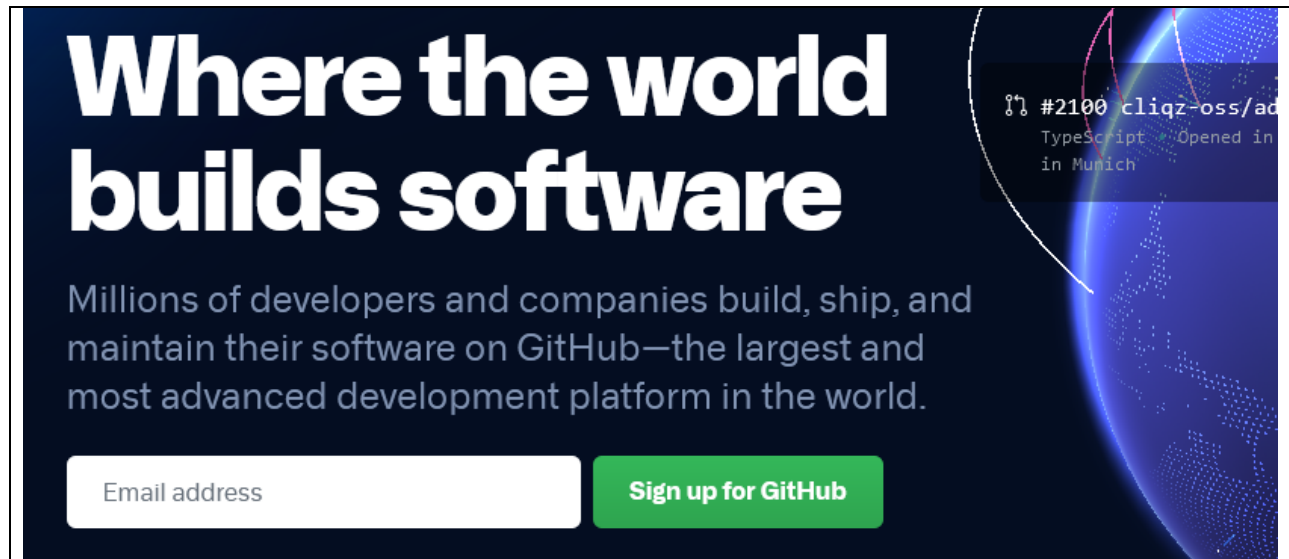 Where the world
builds software
#2100 cliqz-oss/ad
TypeScript • Opened in
in Munich
Millions of developers and companies build, ship, and
maintain their software on GitHub—the largest and
most advanced development platform in the world.
Email address
Sign up for GitHub